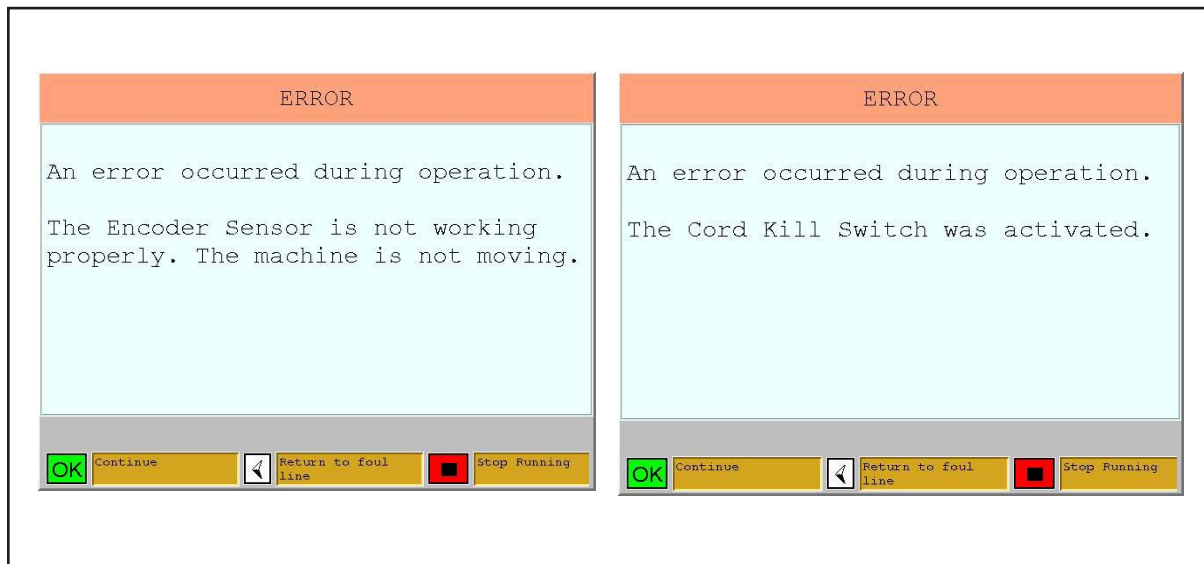 ERROR
An error occurred during operation.
The Encoder Sensor is not working
properly. The machine is not moving.
OK
Continue
Return to foul
line
Stop Running
ERROR
An error occurred during operation.
The Cord Kill Switch was activated.
OK
Continue
Return to foul
line
Stop Running